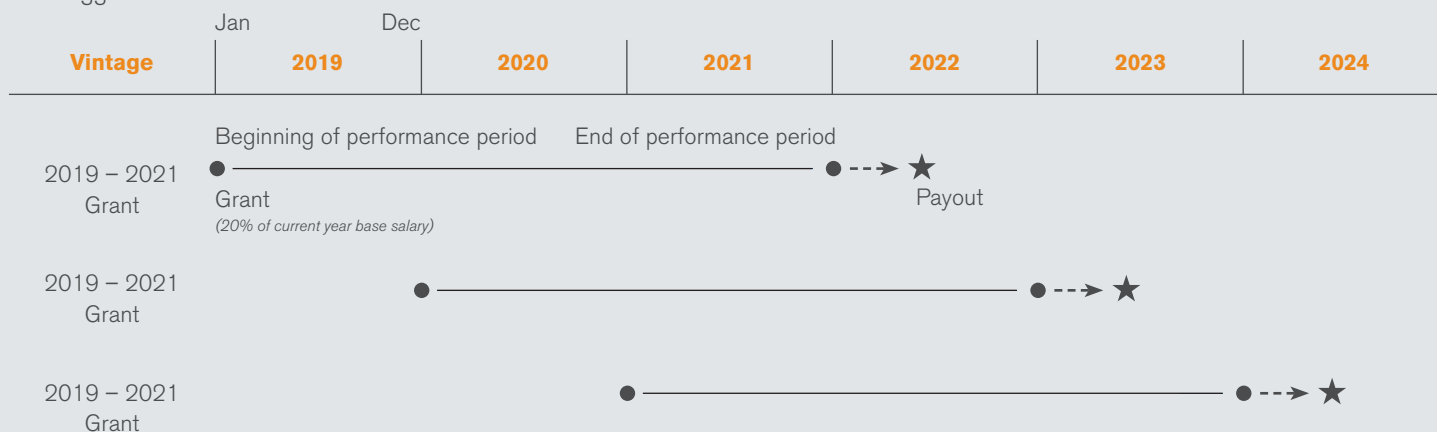 Jan Dec
Vintage 2019 2020 2021 2022 2023 2024
Beginning of performance period End of performance period
2019 – 2021
Grant
Grant
(20% of current year base salary)
Payout
2019 – 2021
Grant
2019 – 2021
Grant